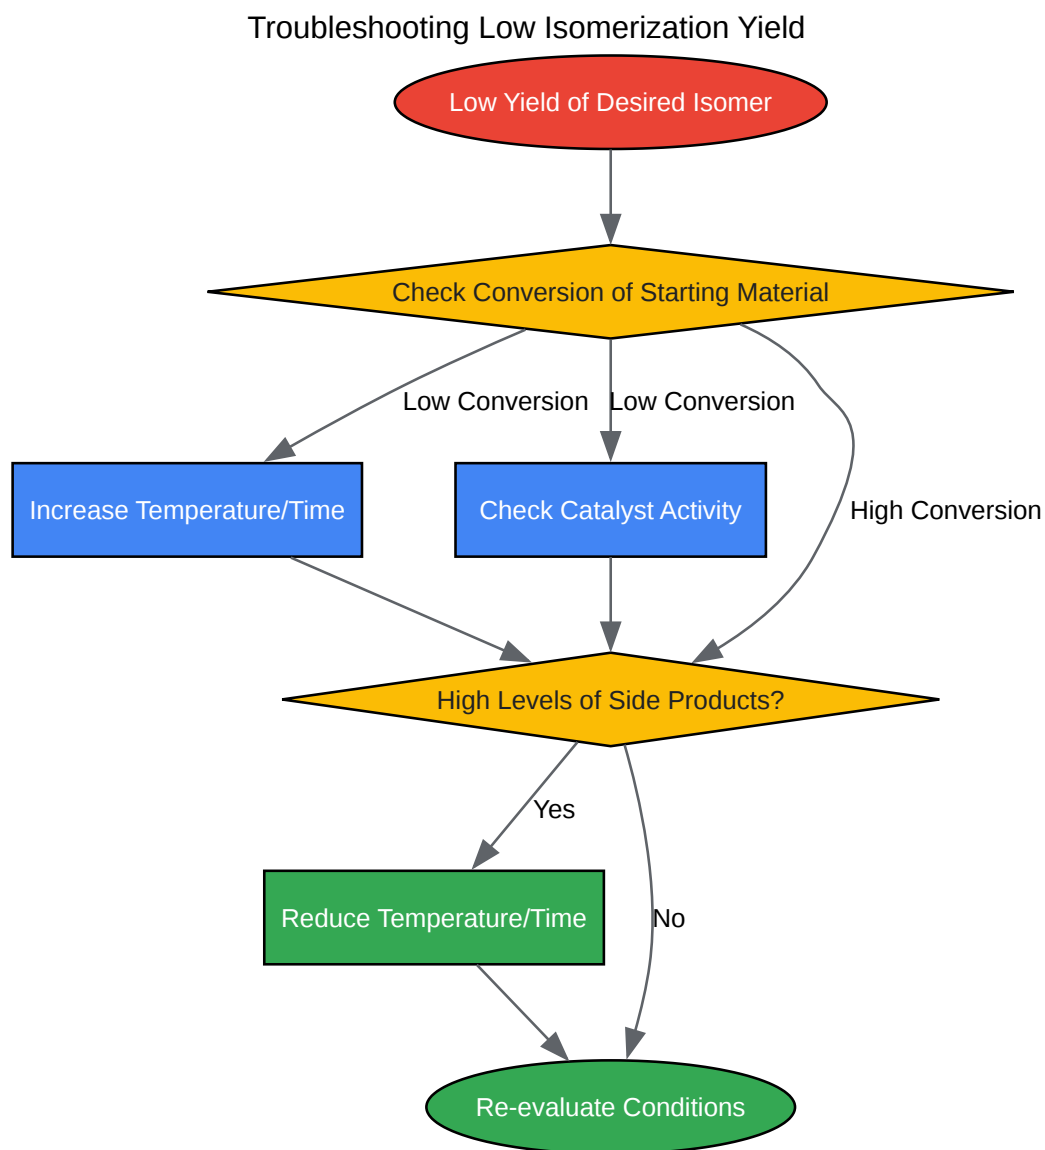 Troubleshooting Low Isomerization Yield
Low Yield of Desired Isomer
Check Conversion of Starting Material
Low Conversion
Low Conversion
Increase Temperature/Time
Check Catalyst Activity
High Conversion
High Levels of Side Products?
Yes
Reduce Temperature/Time
No
Re-evaluate Conditions